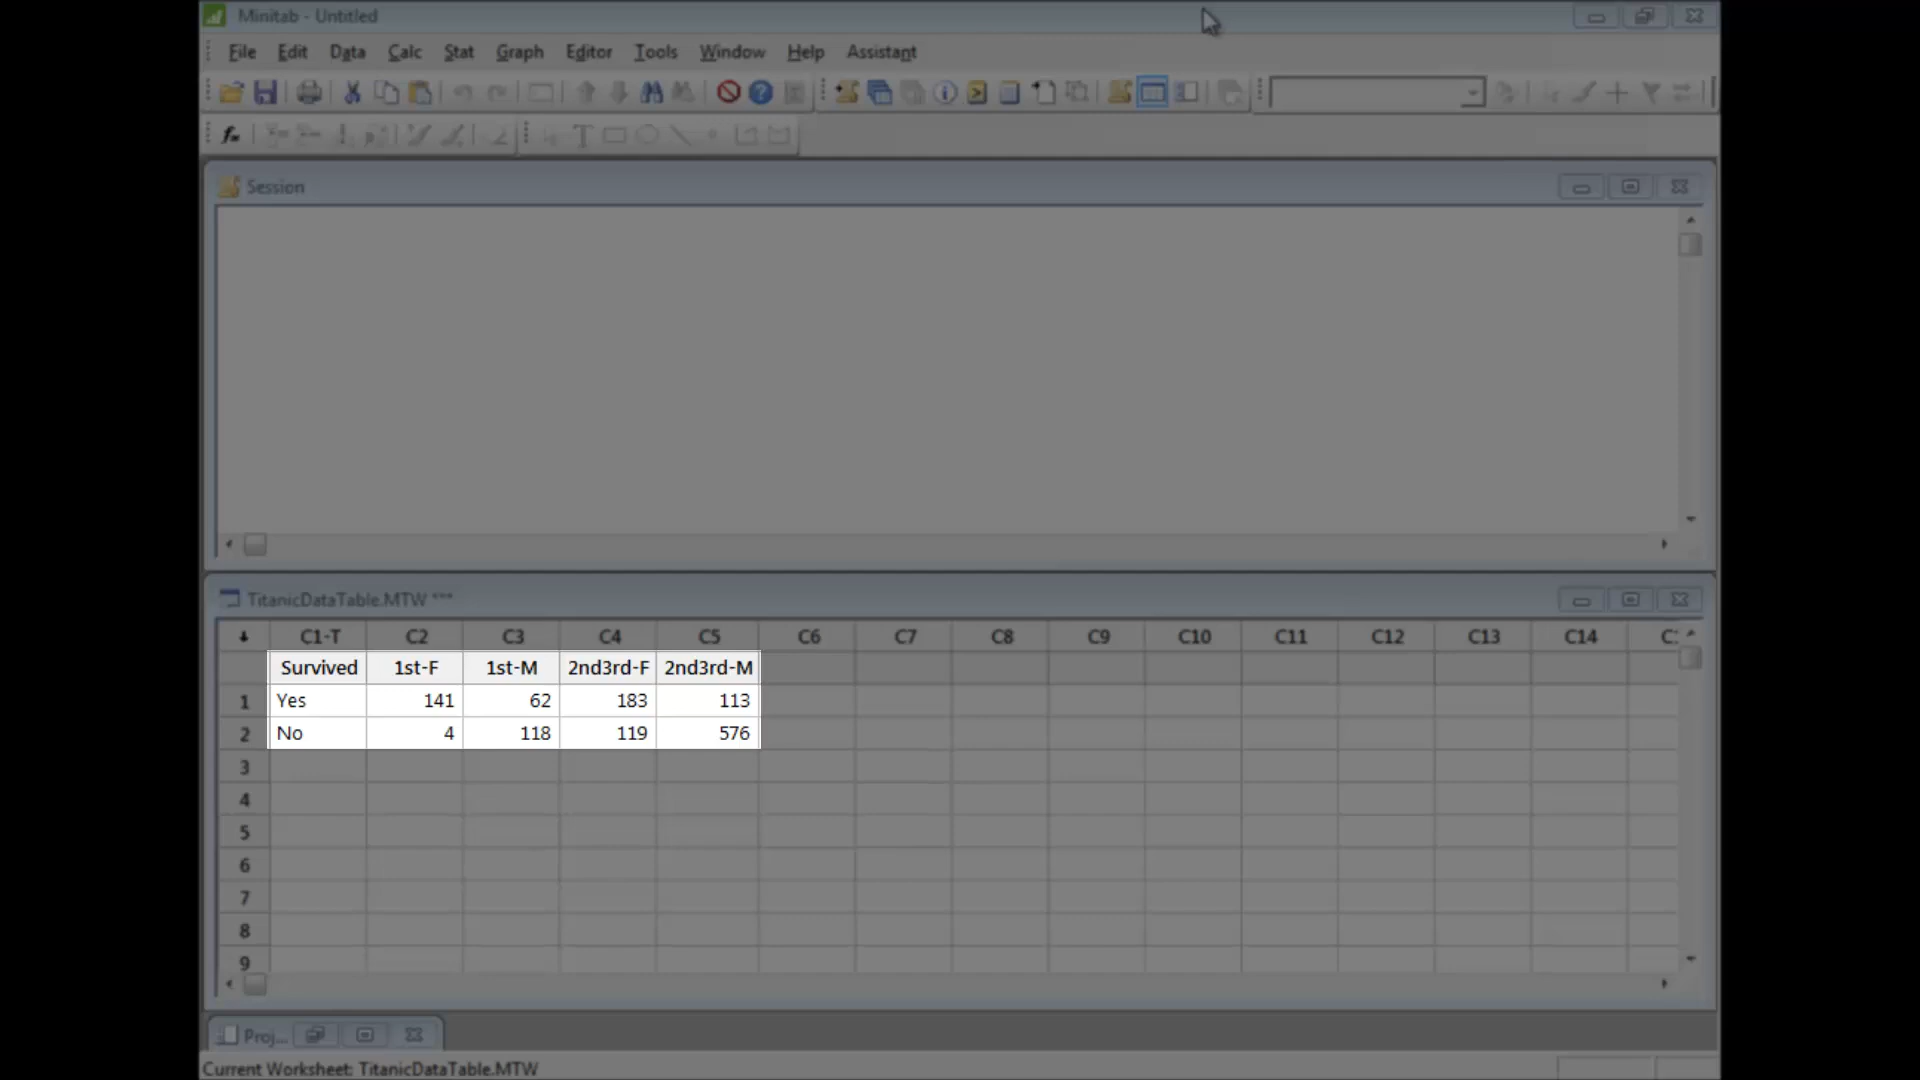 Minitab - Untitled
File Edit Data Calc Stat Graph Editor Tools Window Help Assistant
Session
TitanicDataTable.MTW ***
C1-T C2 C3 C4 C5 C6 C7 C8 C9 C10 C11 C12 C13 C14
Survived 1st-F 1st-M 2nd3rd-F 2nd3rd-M
1 Yes 141 62 183 113
2 No 4 118 119 576
3
4
5
6
7
8
9
Proj...
Current Worksheet: TitanicDataTable.MTW